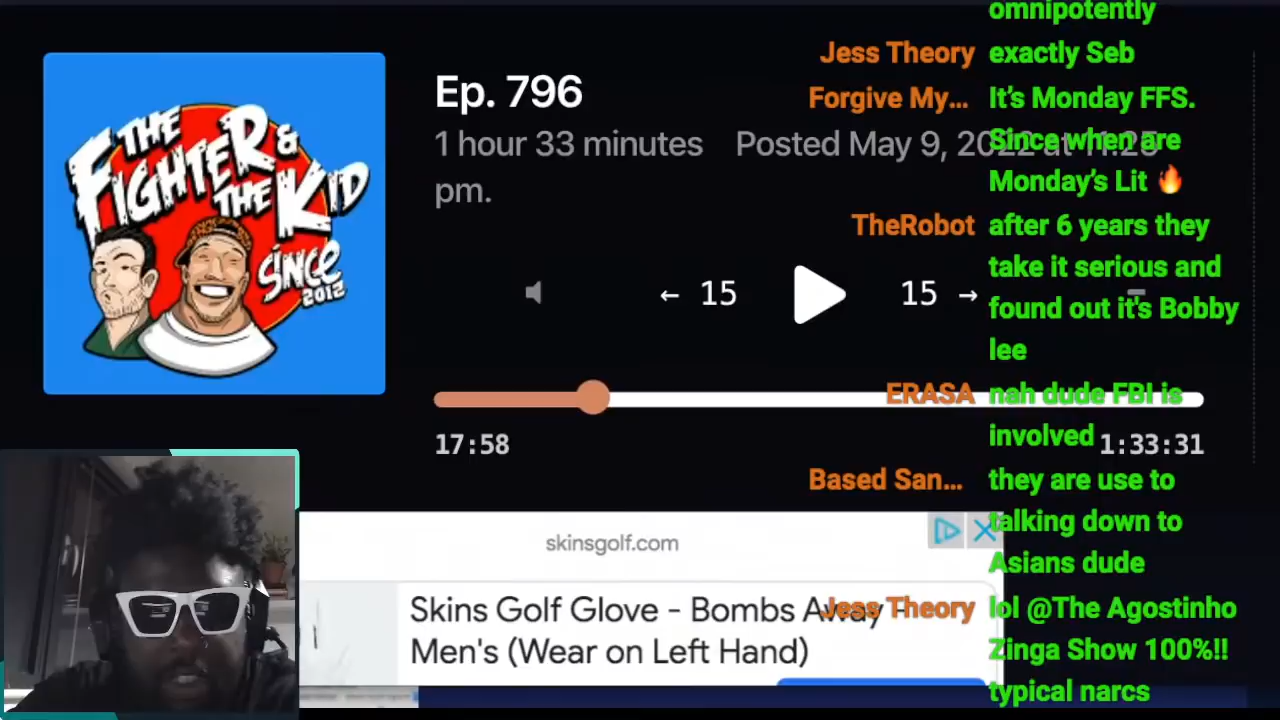 THE
FIGHTER &
THE KID
SINCE
2012
Ep. 796
1 hour 33 minutes
Posted May 9, 2022 at 11:25
pm.
← 15
15 →
17:58
1:33:31
skinsgolf.com
Skins Golf Glove - Bombs Away -
Men's (Wear on Left Hand)
omnipotently
Jess Theory exactly Seb
Forgive My... It's Monday FFS.
Since when are
Monday's Lit 🔥
TheRobot after 6 years they
take it serious and
found out it's Bobby
lee
ERASA nah dude FBI is
involved
Based San... they are use to
talking down to
Asians dude
Jess Theory lol @The Agostinho
Zinga Show 100%!!
typical narcs